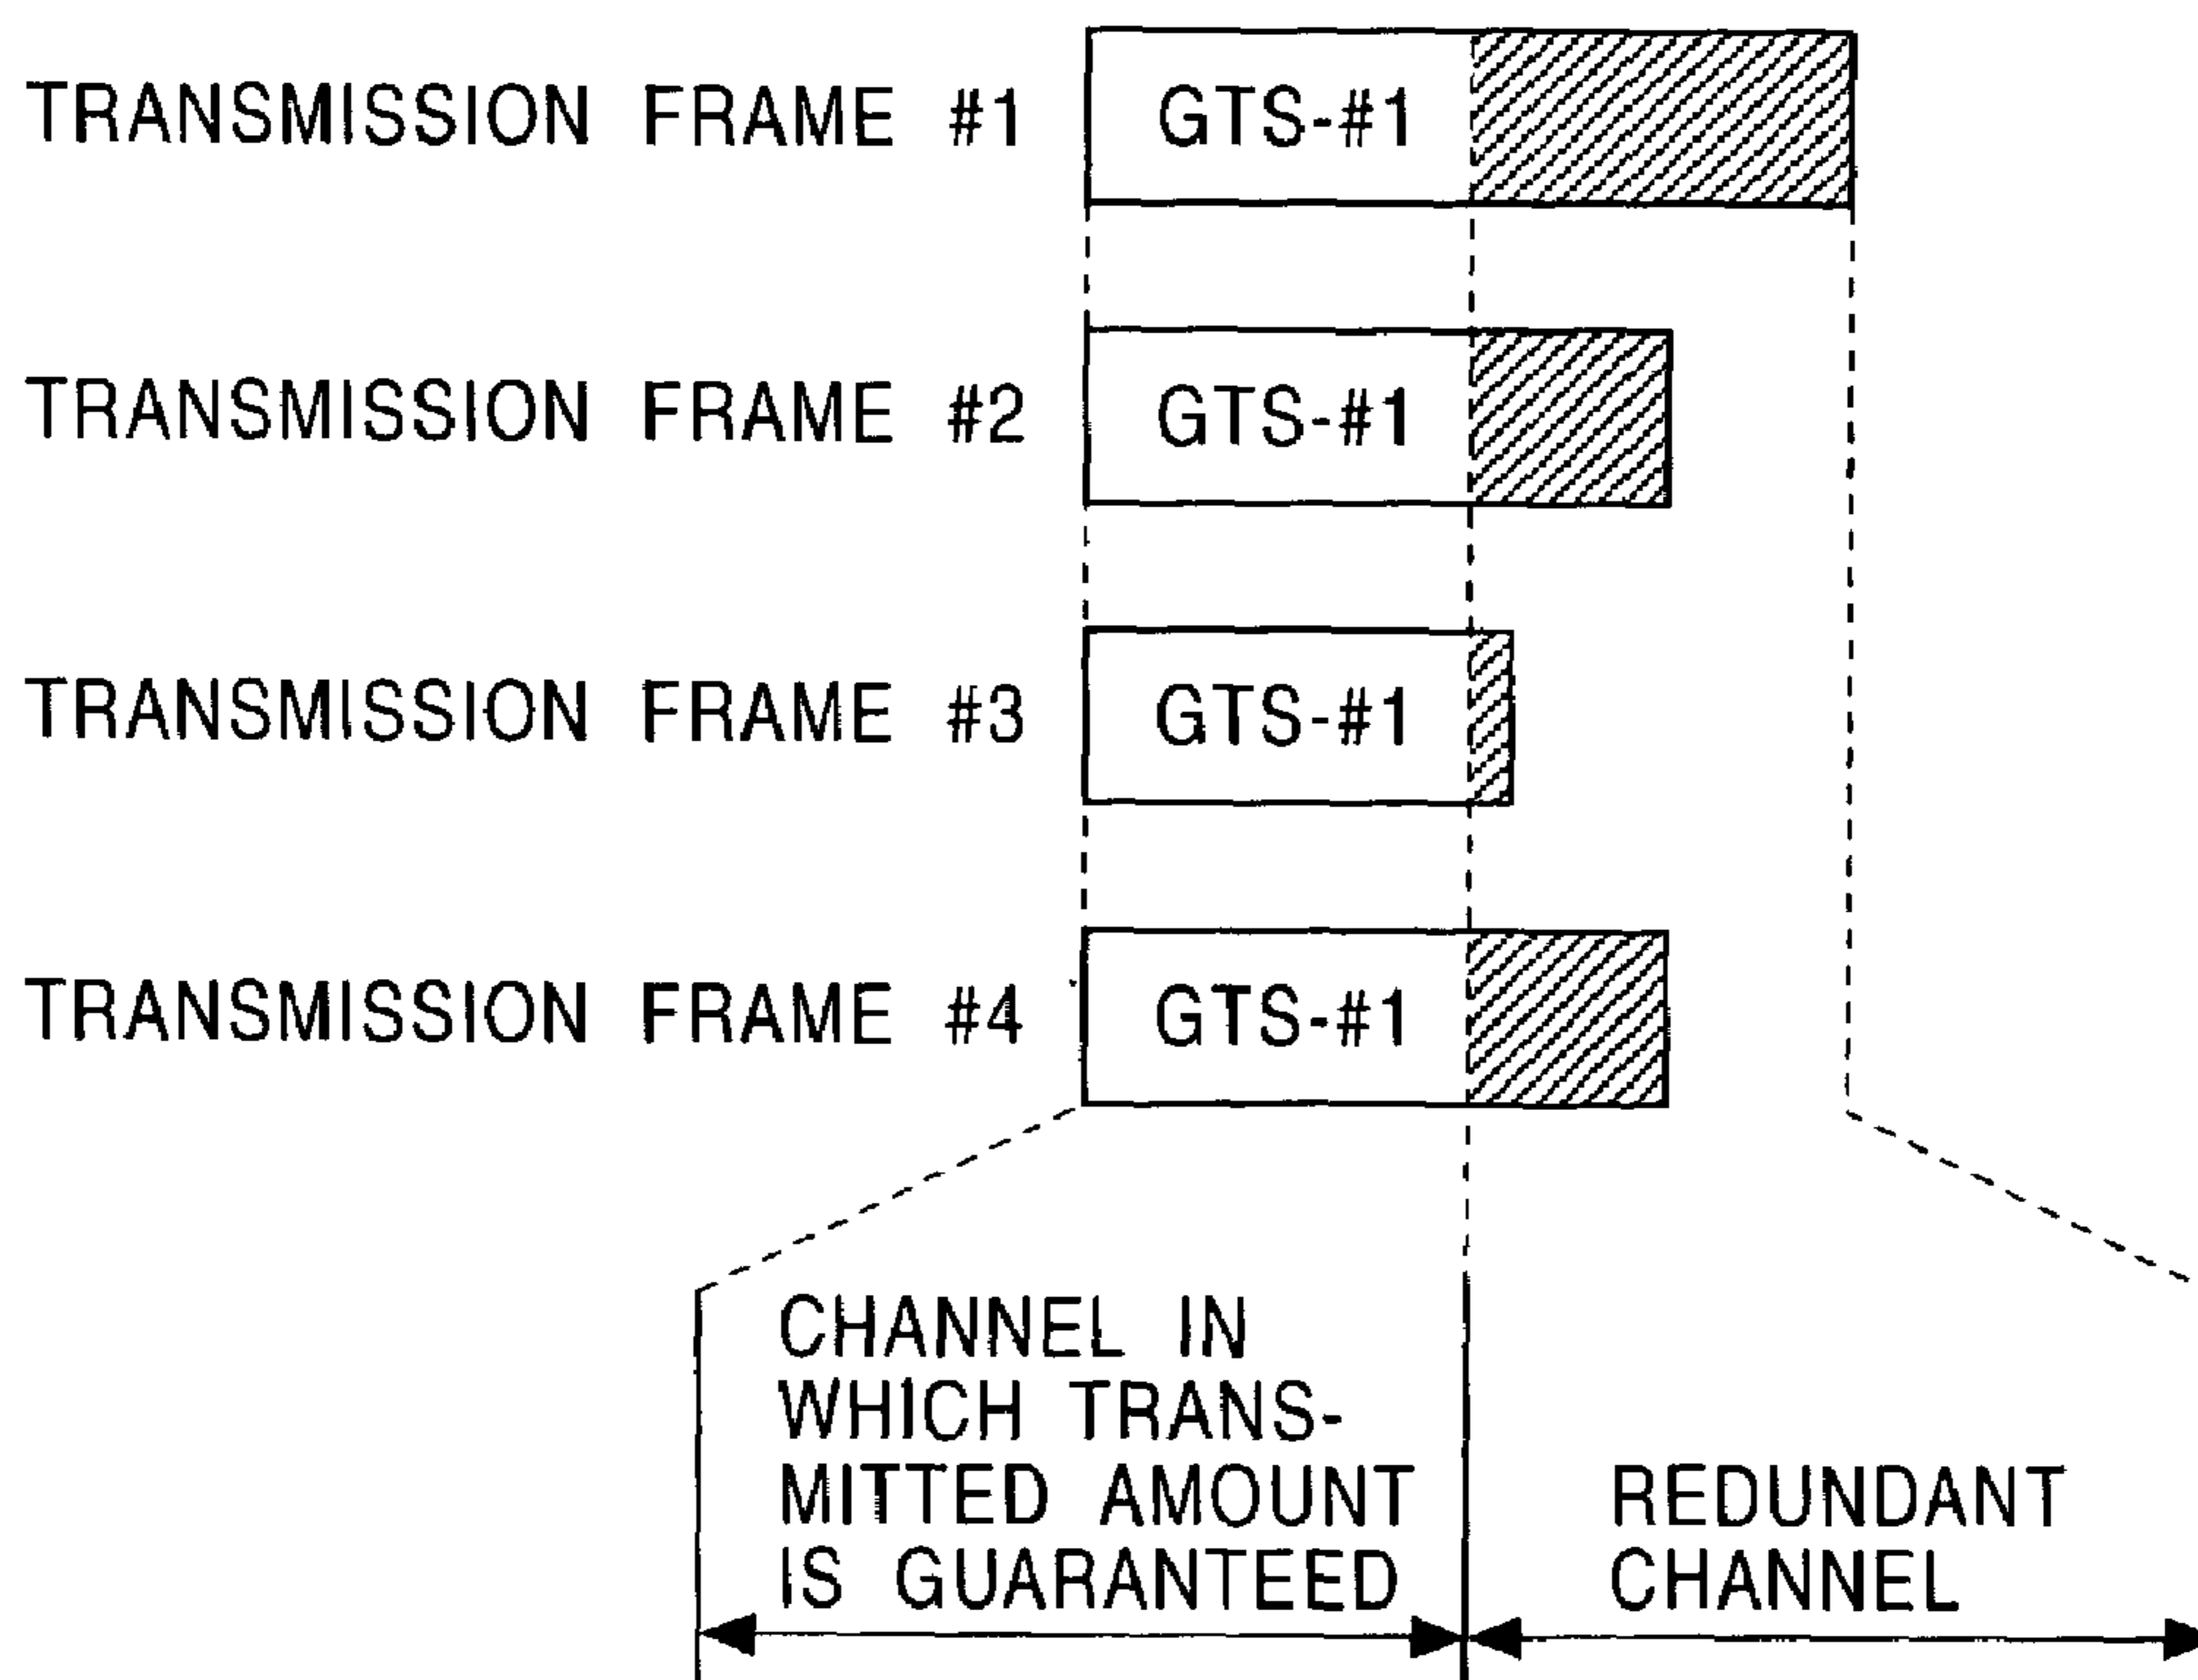 TRANSMISSION FRAME #1 GTS-#1
TRANSMISSION FRAME #2 GTS-#1
TRANSMISSION FRAME #3 GTS-#1
TRANSMISSION FRAME #4 GTS-#1
CHANNEL IN
WHICH TRANS-
MITTED AMOUNT
IS GUARANTEED
REDUNDANT
CHANNEL